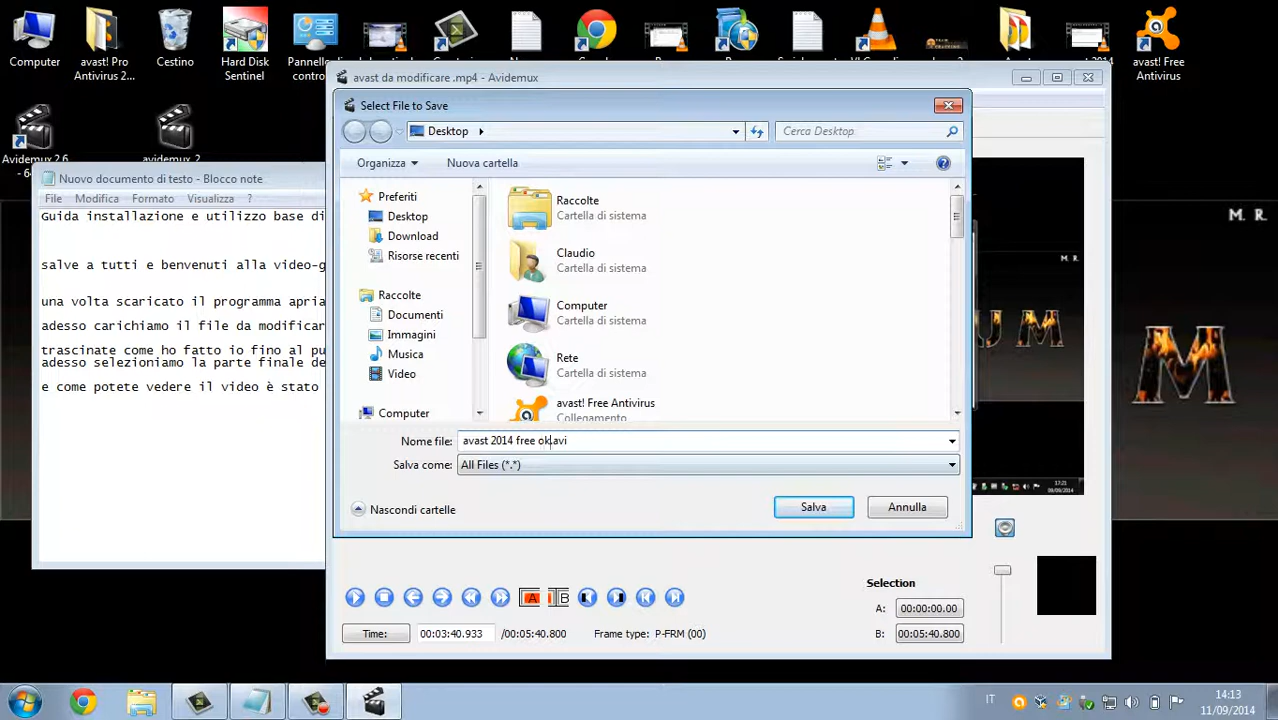 Computer
avast! Pro
Antivirus 2...
Cestino
Hard Disk
Sentinel
Pannello
avast!
Free
Antivirus
Avidemux 2.6
avidemux_2
avast da modificare .mp4 - Avidemux
Select File to Save
Desktop
Cerca Desktop
Organizza
Nuova cartella
Preferiti
Desktop
Download
Risorse recenti
Raccolte
Documenti
Immagini
Musica
Video
Computer
Raccolte
Cartella di sistema
Claudio
Cartella di sistema
Computer
Cartella di sistema
Rete
Cartella di sistema
avast! Free Antivirus
Collegamento
Nome file:
avast 2014 free ok.avi
Salva come:
All Files (*.*)
Nascondi cartelle
Salva
Annulla
Nuovo documento di testo - Blocco note
File Modifica Formato Visualizza ?
Guida installazione e utilizzo base di
salve a tutti e benvenuti alla video-g
una volta scaricato il programma apria
adesso carichiamo il file da modificar
trascinate come ho fatto io fino al pu
adesso selezioniamo la parte finale de
e come potete vedere il video è stato
M. R.
M. R.
U M
M
17:21
09/09/2014
A
B
Selection
A: 00:00:00.00
B: 00:05:40.800
Time: 00:03:40.933 /00:05:40.800 Frame type: P-FRM (00)
IT
14:13
11/09/2014